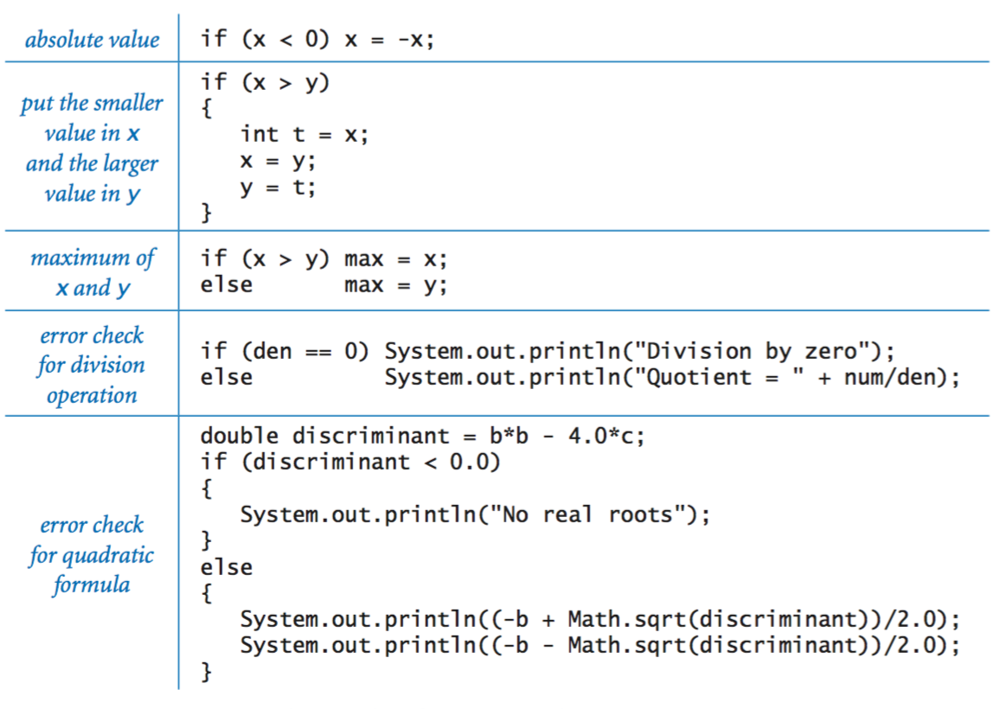 absolute value
if (x < 0) x = -x;
put the smaller
value in x
and the larger
value in y
if (x > y)
{
   int t = x;
   x = y;
   y = t;
}
maximum of
x and y
if (x > y) max = x;
else       max = y;
error check
for division
operation
if (den == 0) System.out.println("Division by zero");
else          System.out.println("Quotient = " + num/den);
error check
for quadratic
formula
double discriminant = b*b - 4.0*c;
if (discriminant < 0.0)
{
   System.out.println("No real roots");
}
else
{
   System.out.println((-b + Math.sqrt(discriminant))/2.0);
   System.out.println((-b - Math.sqrt(discriminant))/2.0);
}